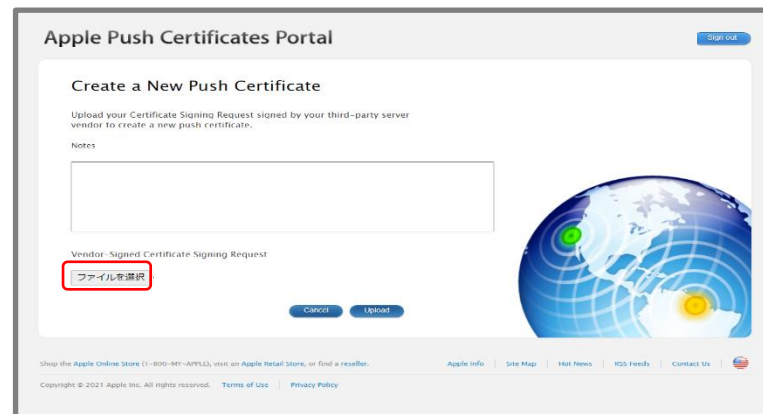 Apple Push Certificates Portal
Sign out
Create a New Push Certificate
Upload your Certificate Signing Request signed by your third-party server
vendor to create a new push certificate.
Notes
Vendor-Signed Certificate Signing Request
ファイルを選択
Cancel Upload
Shop the Apple Online Store (1-800-MY-APPLE), visit an Apple Retail Store, or find a reseller.
Apple Info | Site Map | Hot News | RSS Feeds | Contact Us
Copyright © 2021 Apple Inc. All rights reserved. Terms of Use | Privacy Policy